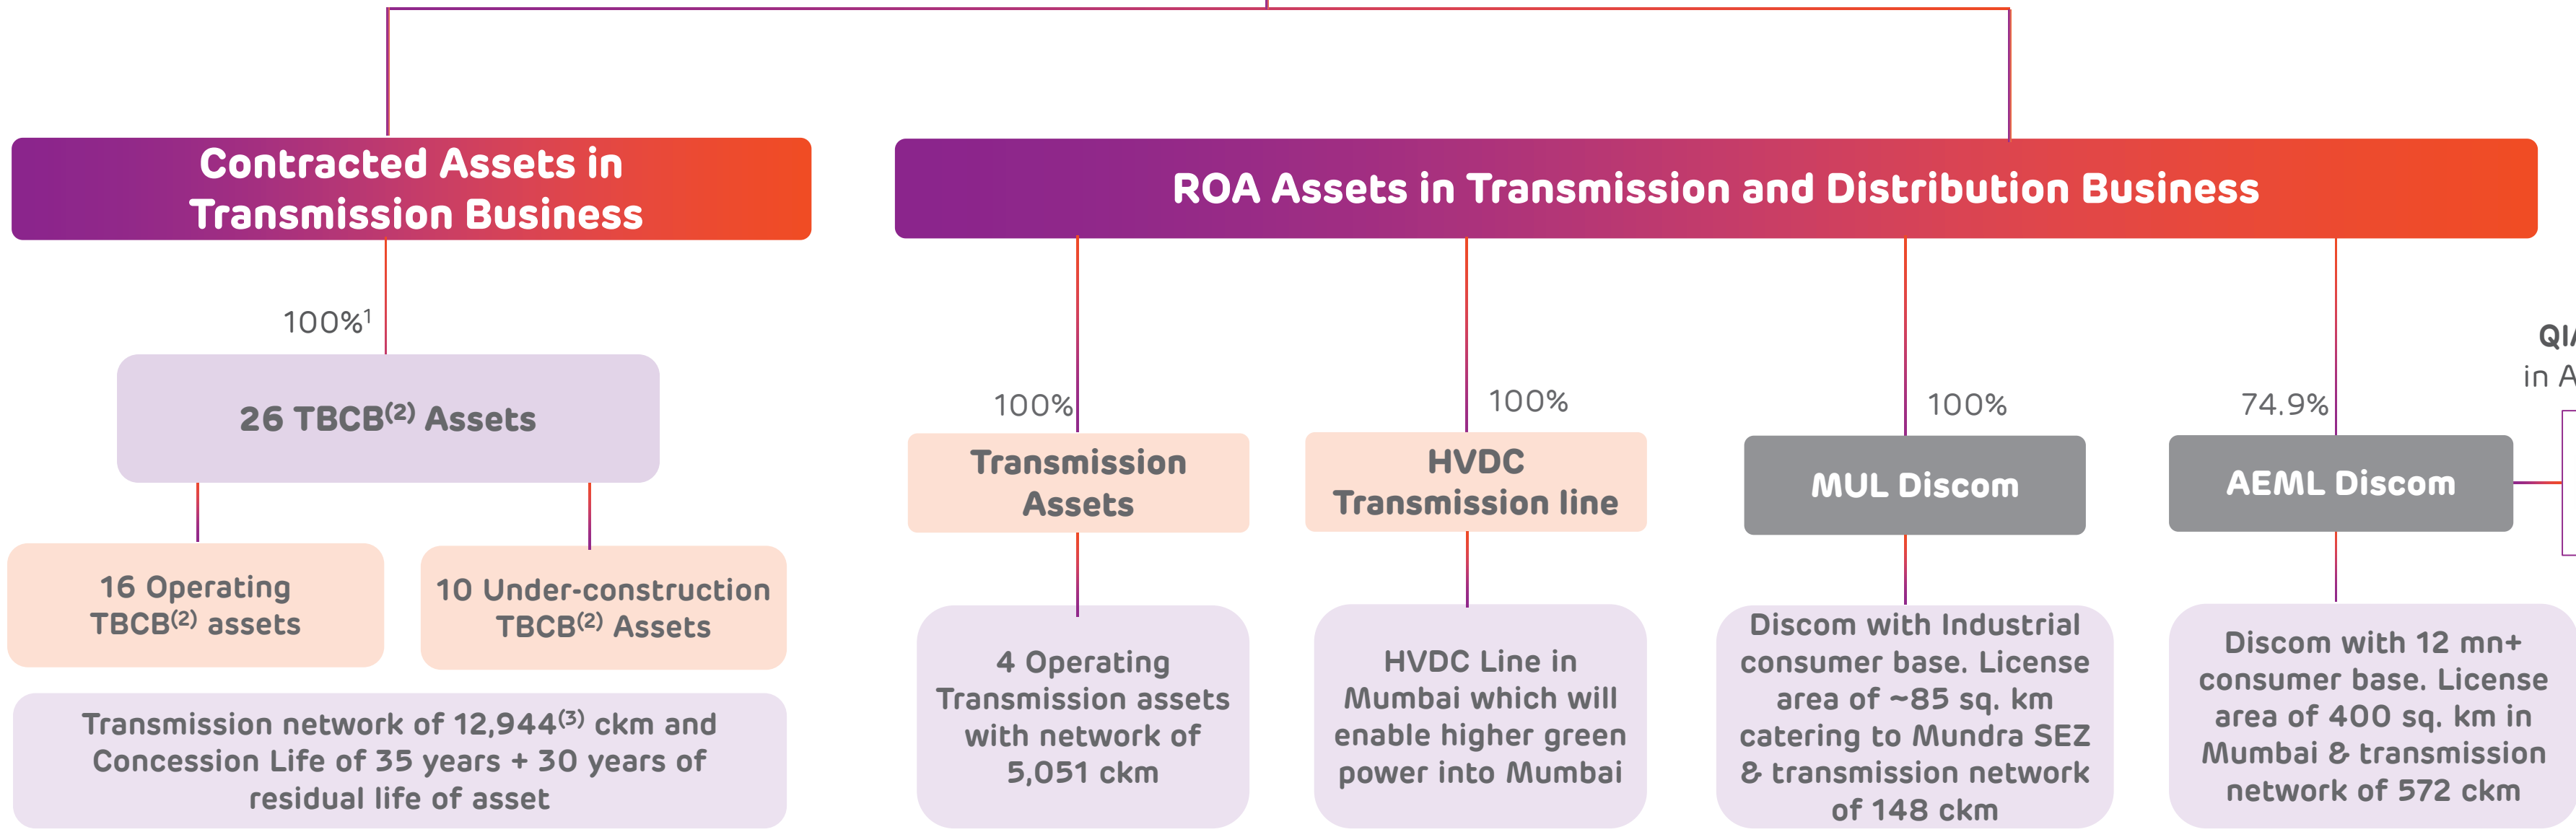 Contracted Assets in
Transmission Business
100%¹
26 TBCB⁽²⁾ Assets
16 Operating
TBCB⁽²⁾ assets
10 Under-construction
TBCB⁽²⁾ Assets
Transmission network of 12,944⁽³⁾ ckm and
Concession Life of 35 years + 30 years of
residual life of asset
ROA Assets in Transmission and Distribution Business
100%
Transmission
Assets
4 Operating
Transmission assets
with network of
5,051 ckm
100%
HVDC
Transmission line
HVDC Line in
Mumbai which will
enable higher green
power into Mumbai
100%
MUL Discom
Discom with Industrial
consumer base. License
area of ~85 sq. km
catering to Mundra SEZ
& transmission network
of 148 ckm
74.9%
AEML Discom
Discom with 12 mn+
consumer base. License
area of 400 sq. km in
Mumbai & transmission
network of 572 ckm
in